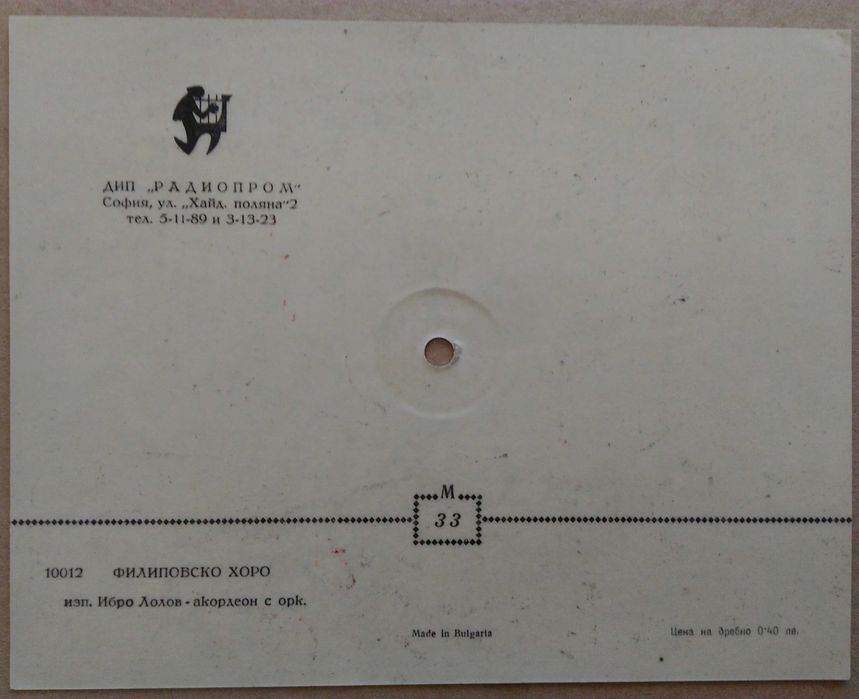 ДИП „РАДИОПРОМ“
София, ул. „Хайд. поляна“2
тел. 5-11-89 и 3-13-23
М
33
10012 ФИЛИПОВСКО ХОРО
изп. Ибро Лолов - акордеон с орк.
Made in Bulgaria
Цена на дребно 0·40 лв.